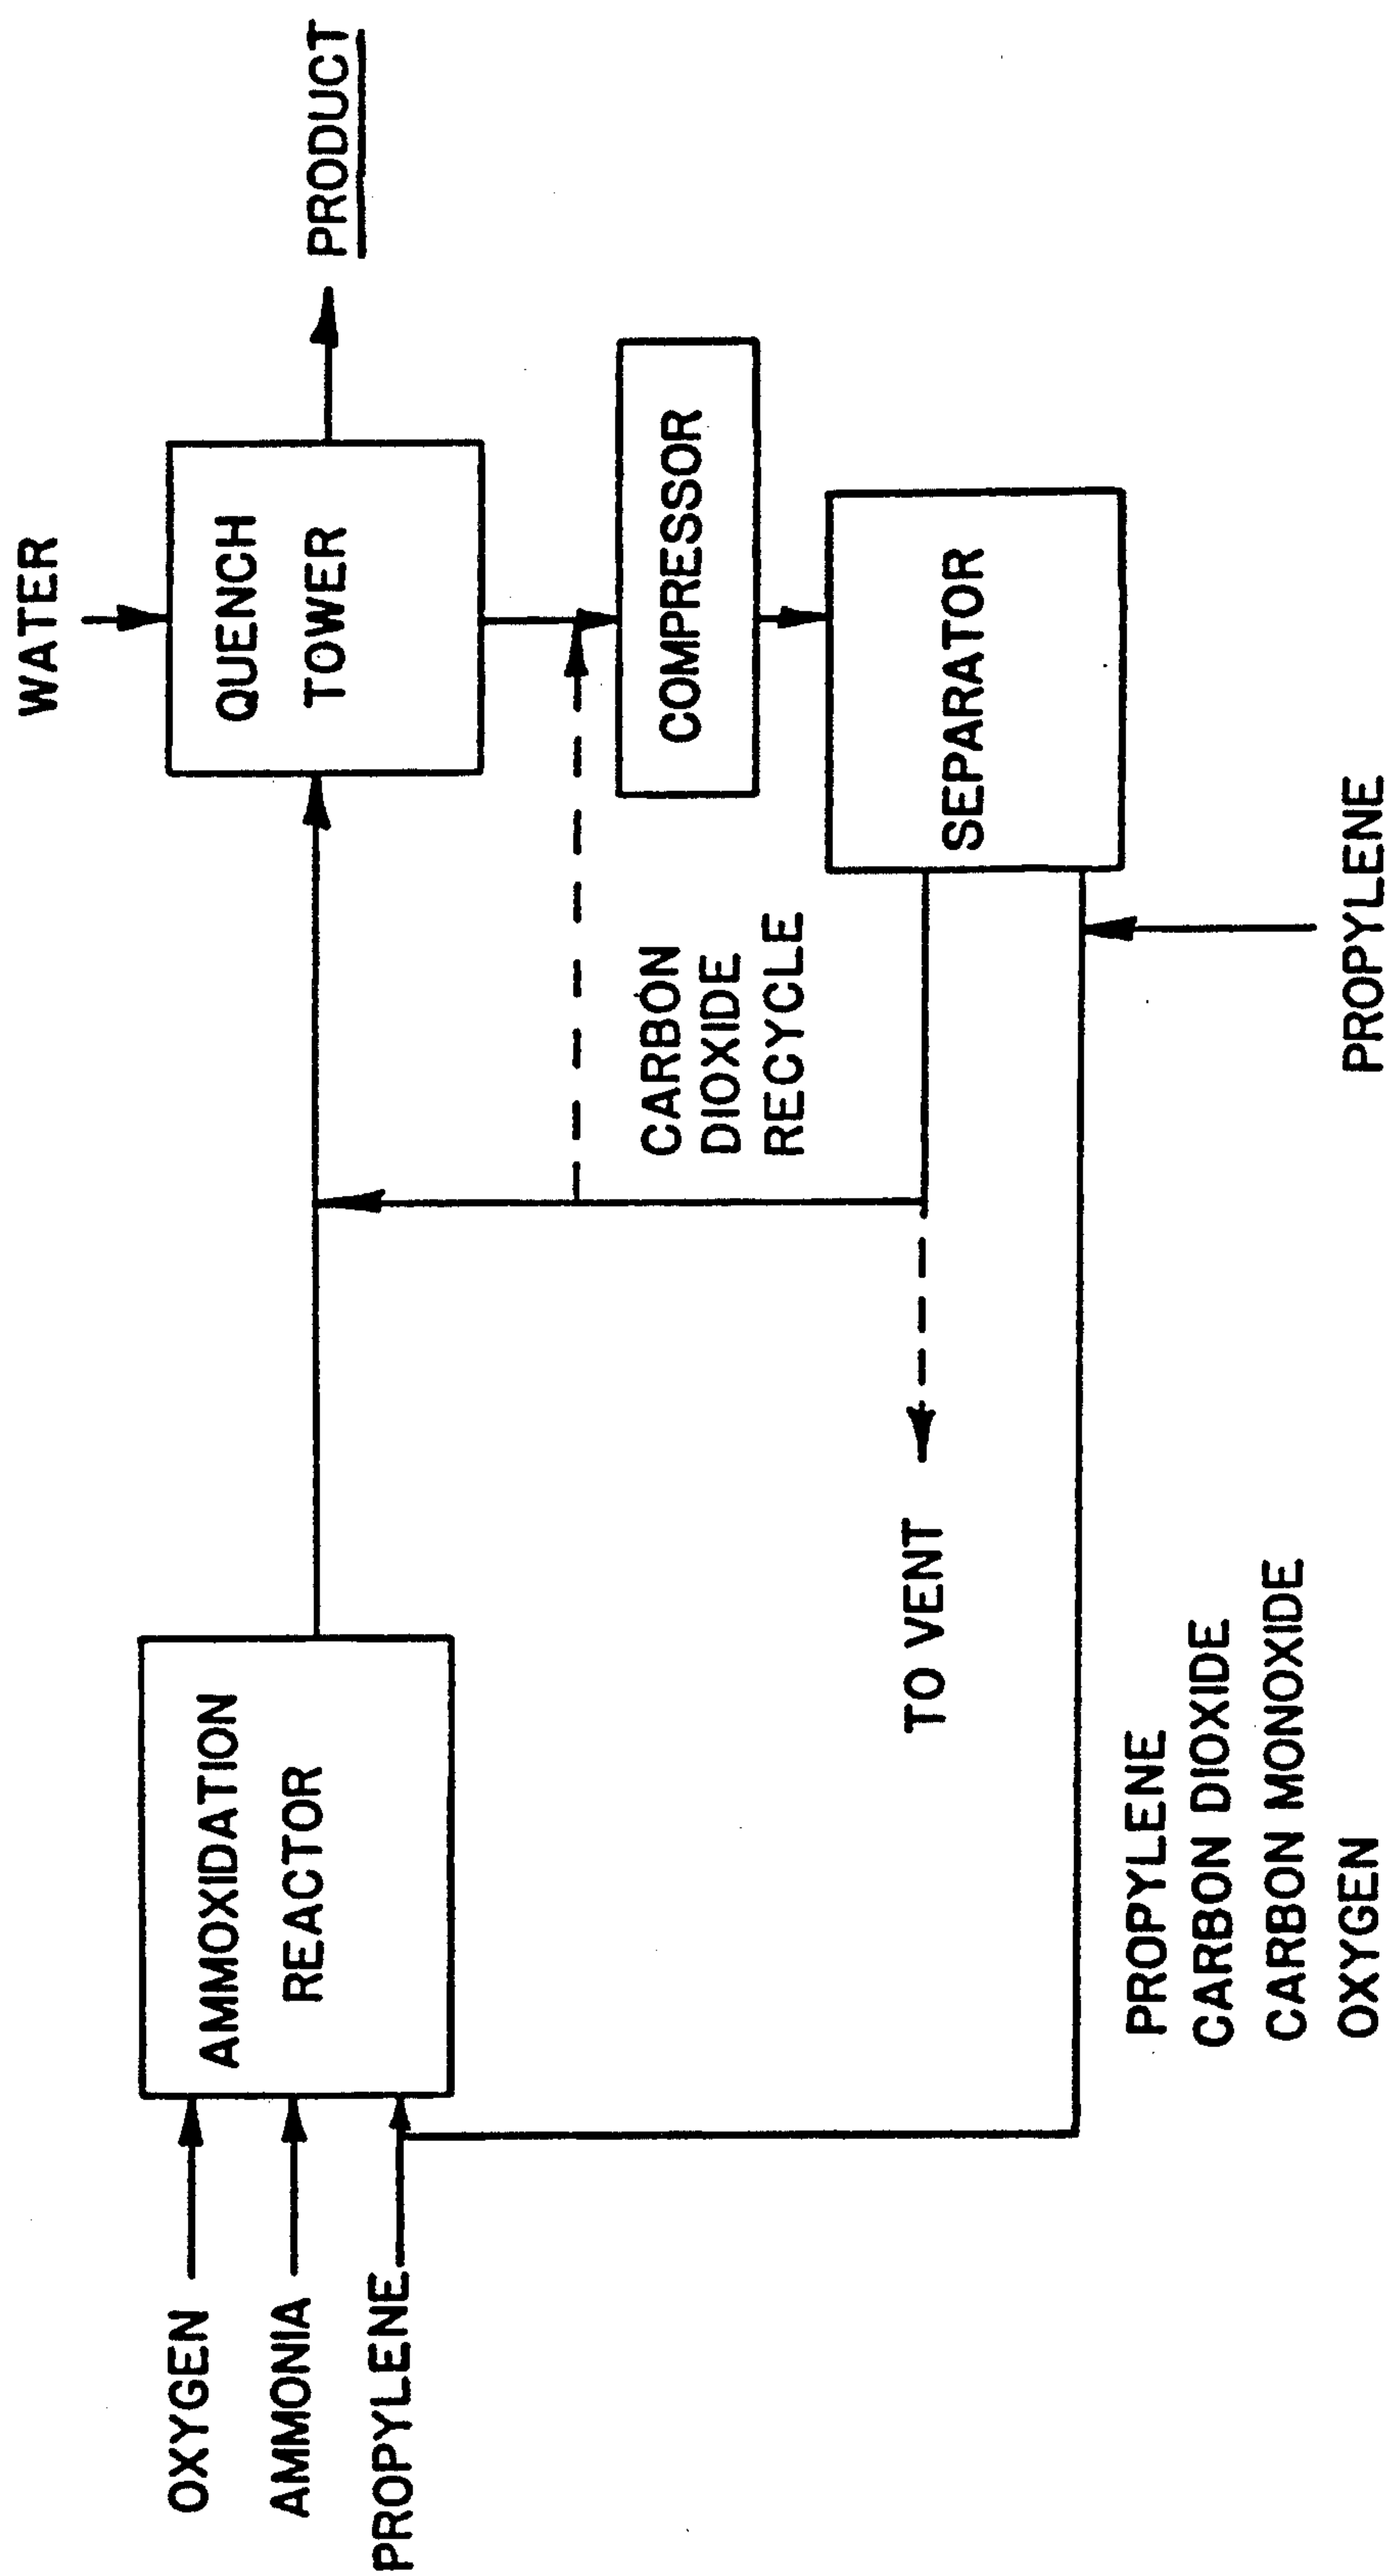 WATER
OXYGEN
AMMONIA
PROPYLENE
AMMOXIDATION
REACTOR
QUENCH
TOWER
PRODUCT
CARBON
DIOXIDE
RECYCLE
COMPRESSOR
TO VENT
SEPARATOR
PROPYLENE
CARBON DIOXIDE
CARBON MONOXIDE
OXYGEN
PROPYLENE